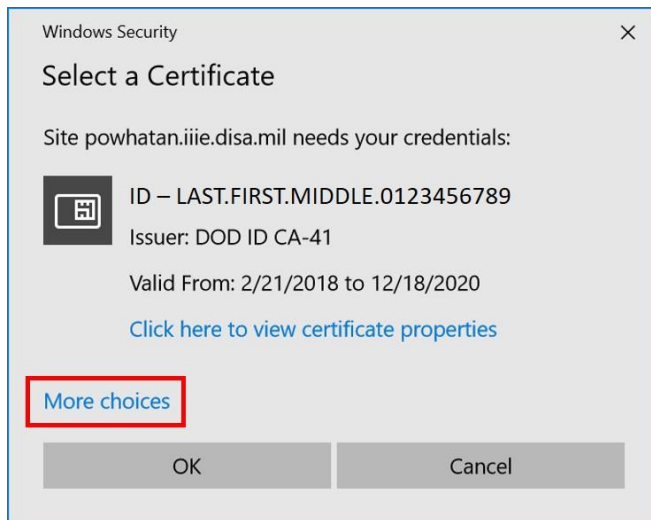 Windows Security
Select a Certificate
Site powhatan.iiie.disa.mil needs your credentials:
ID – LAST.FIRST.MIDDLE.0123456789
Issuer: DOD ID CA-41
Valid From: 2/21/2018 to 12/18/2020
Click here to view certificate properties
More choices
OK Cancel